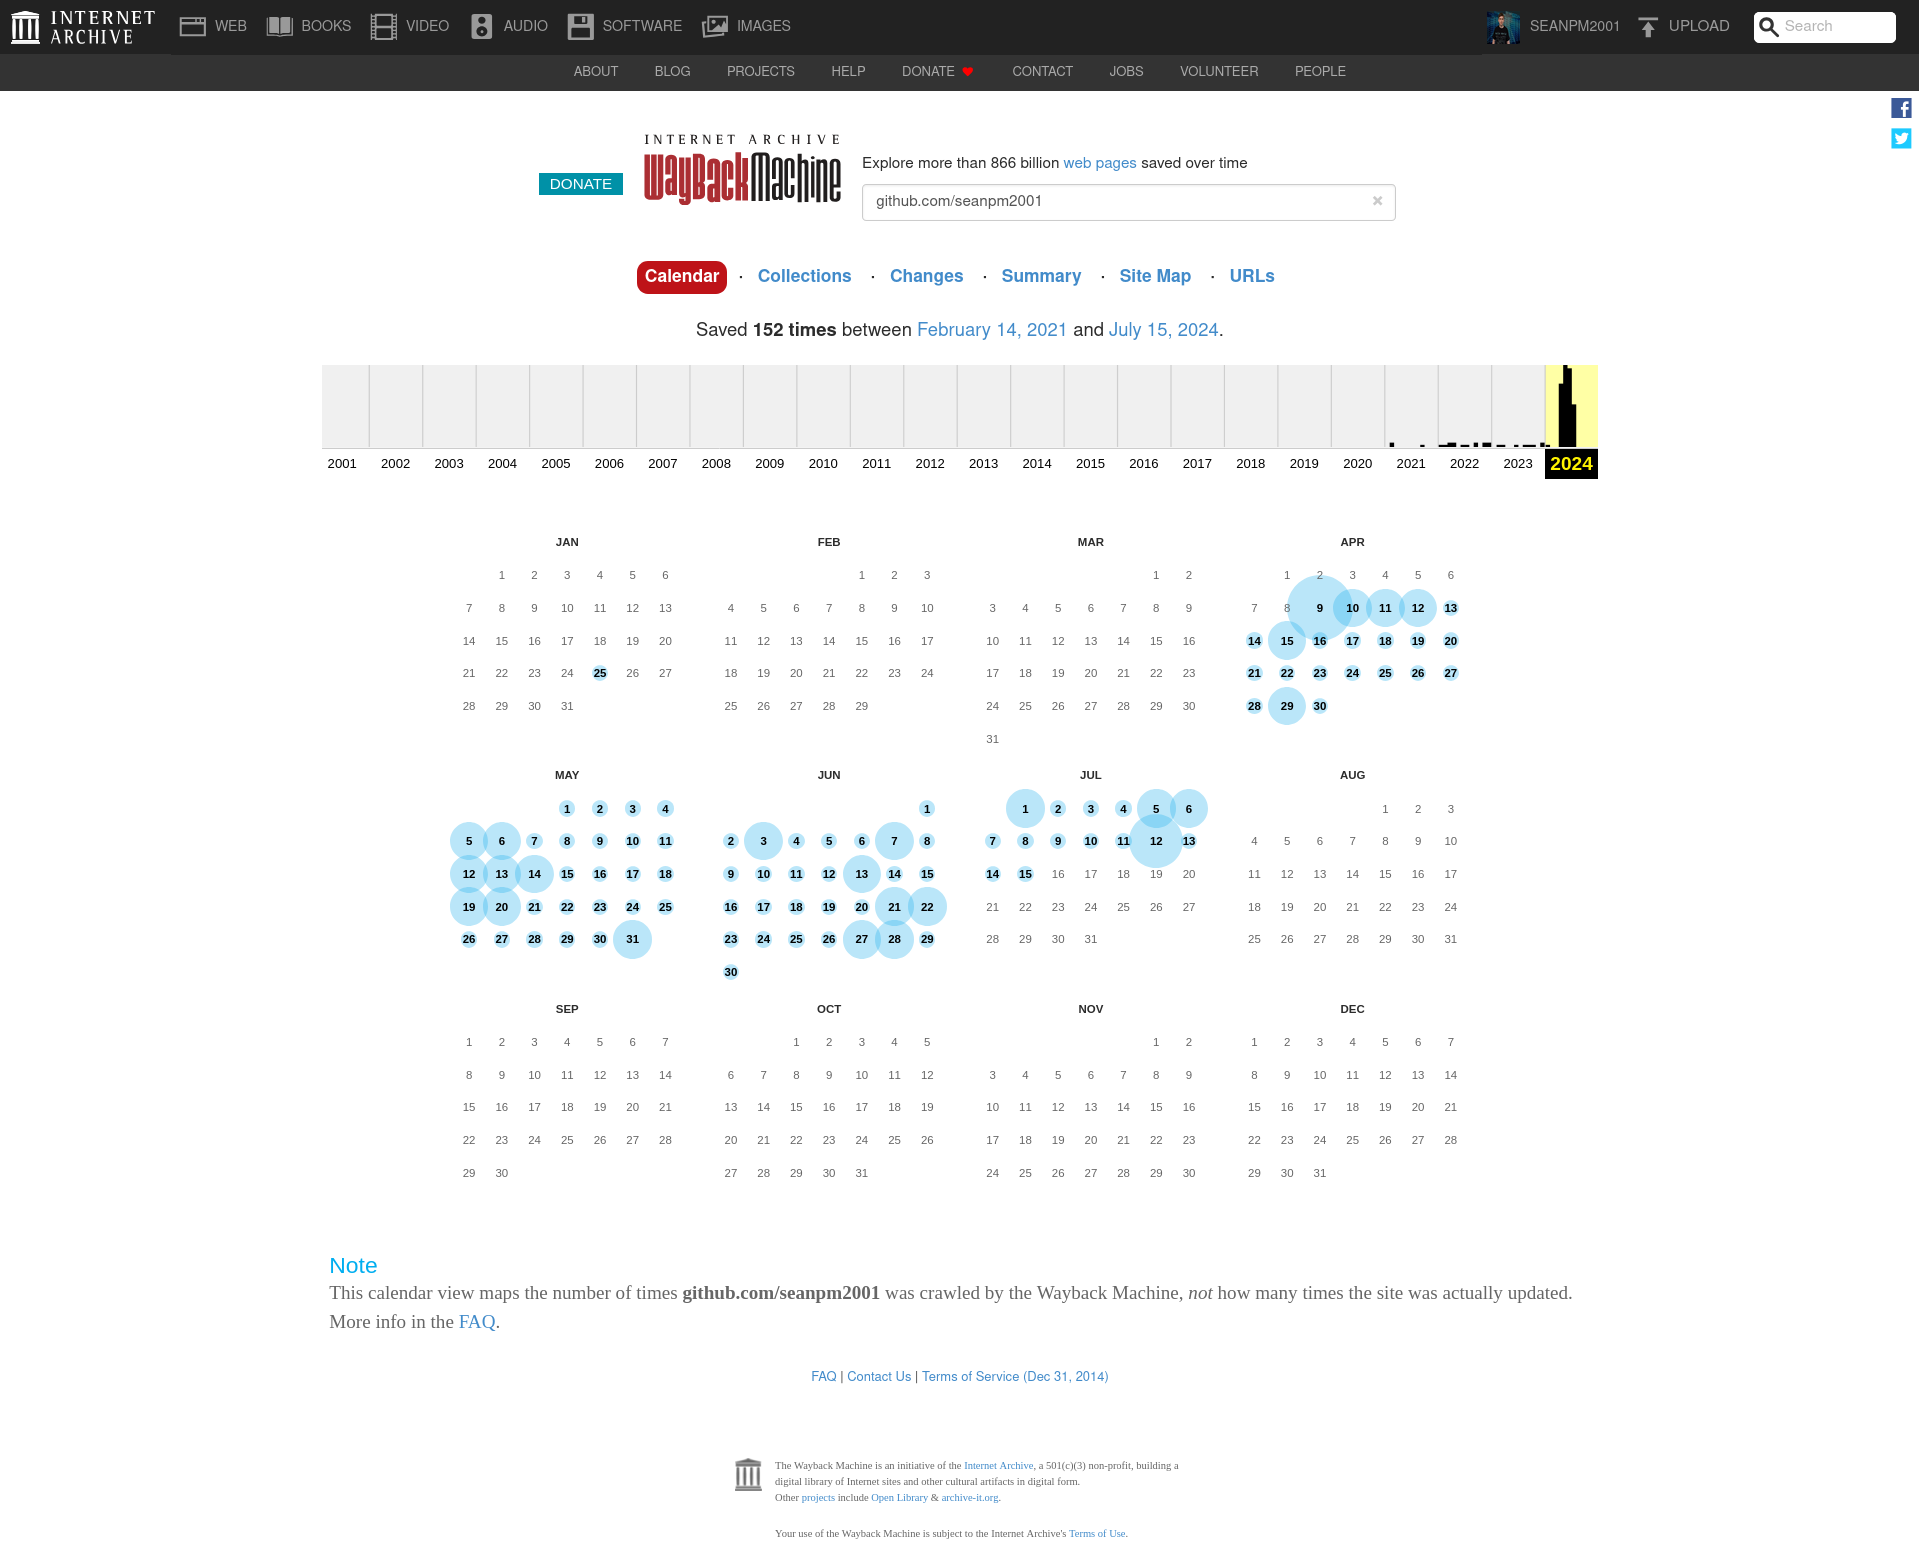 INTERNET ARCHIVE
WEB BOOKS VIDEO AUDIO SOFTWARE IMAGES SEANPM2001 UPLOAD Search
ABOUT BLOG PROJECTS HELP DONATE CONTACT JOBS VOLUNTEER PEOPLE
INTERNET ARCHIVE
WayBackMachine
DONATE
Explore more than 866 billion web pages saved over time
github.com/seanpm2001 ×
Calendar · Collections · Changes · Summary · Site Map · URLs
Saved 152 times between February 14, 2021 and July 15, 2024.
2001 2002 2003 2004 2005 2006 2007 2008 2009 2010 2011 2012 2013 2014 2015 2016 2017 2018 2019 2020 2021 2022 2023 2024
JAN
1 2 3 4 5 6
7 8 9 10 11 12 13
14 15 16 17 18 19 20
21 22 23 24 25 26 27
28 29 30 31
FEB
1 2 3
4 5 6 7 8 9 10
11 12 13 14 15 16 17
18 19 20 21 22 23 24
25 26 27 28 29
MAR
1 2
3 4 5 6 7 8 9
10 11 12 13 14 15 16
17 18 19 20 21 22 23
24 25 26 27 28 29 30
31
APR
1 2 3 4 5 6
7 8 9 10 11 12 13
14 15 16 17 18 19 20
21 22 23 24 25 26 27
28 29 30
MAY
1 2 3 4
5 6 7 8 9 10 11
12 13 14 15 16 17 18
19 20 21 22 23 24 25
26 27 28 29 30 31
JUN
1
2 3 4 5 6 7 8
9 10 11 12 13 14 15
16 17 18 19 20 21 22
23 24 25 26 27 28 29
30
JUL
1 2 3 4 5 6
7 8 9 10 11 12 13
14 15 16 17 18 19 20
21 22 23 24 25 26 27
28 29 30 31
AUG
1 2 3
4 5 6 7 8 9 10
11 12 13 14 15 16 17
18 19 20 21 22 23 24
25 26 27 28 29 30 31
SEP
1 2 3 4 5 6 7
8 9 10 11 12 13 14
15 16 17 18 19 20 21
22 23 24 25 26 27 28
29 30
OCT
1 2 3 4 5
6 7 8 9 10 11 12
13 14 15 16 17 18 19
20 21 22 23 24 25 26
27 28 29 30 31
NOV
1 2
3 4 5 6 7 8 9
10 11 12 13 14 15 16
17 18 19 20 21 22 23
24 25 26 27 28 29 30
DEC
1 2 3 4 5 6 7
8 9 10 11 12 13 14
15 16 17 18 19 20 21
22 23 24 25 26 27 28
29 30 31
Note
This calendar view maps the number of times github.com/seanpm2001 was crawled by the Wayback Machine, not how many times the site was actually updated.
More info in the FAQ.
FAQ | Contact Us | Terms of Service (Dec 31, 2014)
The Wayback Machine is an initiative of the Internet Archive, a 501(c)(3) non-profit, building a
digital library of Internet sites and other cultural artifacts in digital form.
Other projects include Open Library & archive-it.org.
Your use of the Wayback Machine is subject to the Internet Archive's Terms of Use.